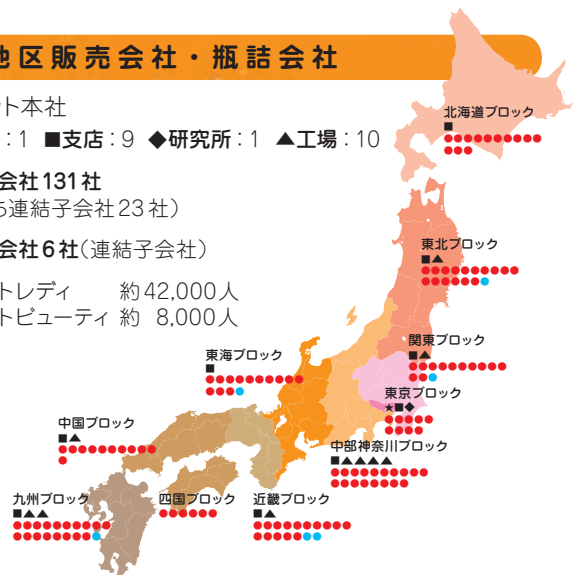 地区販売会社・瓶詰会社
ト本社
:1 ■支店:9 ◆研究所:1 ▲工場:10
会社131社
ち連結子会社23社)
会社6社(連結子会社)
トレディ 約42,000人
トビューティ 約 8,000人
北海道ブロック
東北ブロック
関東ブロック
東京ブロック
中部神奈川ブロック
東海ブロック
中国ブロック
九州ブロック
四国ブロック
近畿ブロック